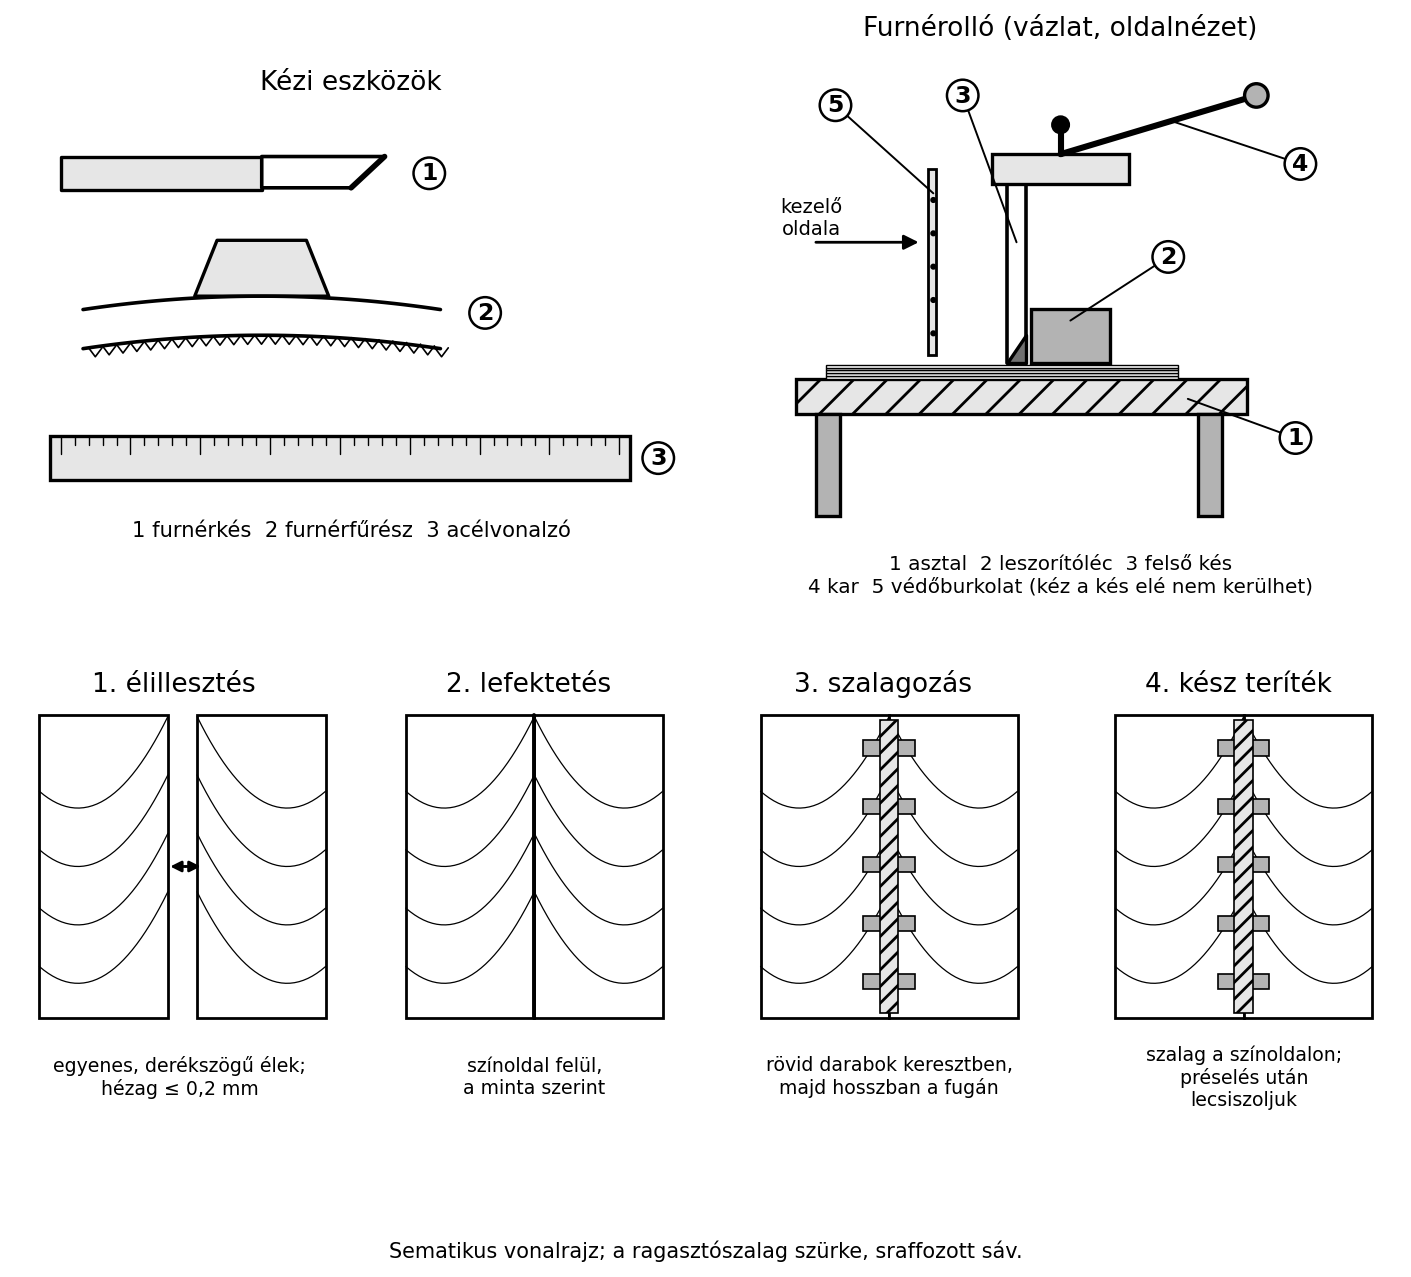 Kézi eszközök
1
2
3
1 furnérkés  2 furnérfűrész  3 acélvonalzó
Furnérolló (vázlat, oldalnézet)
5
3
4
kezelő
oldala
2
1
1 asztal  2 leszorítóléc  3 felső kés
4 kar  5 védőburkolat (kéz a kés elé nem kerülhet)
1. élillesztés
egyenes, derékszögű élek;
hézag ≤ 0,2 mm
2. lefektetés
színoldal felül,
a minta szerint
3. szalagozás
rövid darabok keresztben,
majd hosszban a fugán
4. kész teríték
szalag a színoldalon;
préselés után
lecsiszoljuk
Sematikus vonalrajz; a ragasztószalag szürke, sraffozott sáv.